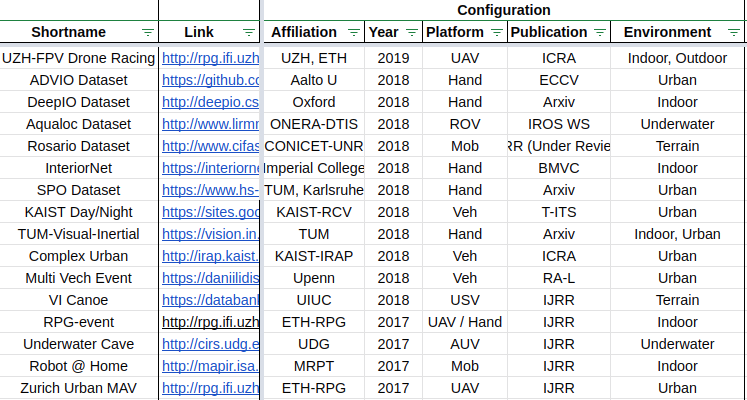 Configuration
Shortname Link Affiliation Year Platform Publication Environment
UZH-FPV Drone Racing http://rpg.ifi.uzh UZH, ETH 2019 UAV ICRA Indoor, Outdoor
ADVIO Dataset https://github.co Aalto U 2018 Hand ECCV Urban
DeepIO Dataset http://deepio.cs Oxford 2018 Hand Arxiv Indoor
Aqualoc Dataset http://www.lirmm ONERA-DTIS 2018 ROV IROS WS Underwater
Rosario Dataset http://www.cifas CONICET-UNR 2018 Mob RR (Under Revie Terrain
InteriorNet https://interiorne Imperial College 2018 Hand BMVC Indoor
SPO Dataset https://www.hs- TUM, Karlsruhe 2018 Hand Arxiv Urban
KAIST Day/Night https://sites.goo KAIST-RCV 2018 Veh T-ITS Urban
TUM-Visual-Inertial https://vision.in. TUM 2018 Hand Arxiv Indoor, Urban
Complex Urban http://irap.kaist. KAIST-IRAP 2018 Veh ICRA Urban
Multi Vech Event https://daniilidis Upenn 2018 Veh RA-L Urban
VI Canoe https://databank UIUC 2018 USV IJRR Terrain
RPG-event http://rpg.ifi.uzh ETH-RPG 2017 UAV / Hand IJRR Indoor
Underwater Cave http://cirs.udg.e UDG 2017 AUV IJRR Underwater
Robot @ Home http://mapir.isa. MRPT 2017 Mob IJRR Indoor
Zurich Urban MAV http://rpg.ifi.uzh ETH-RPG 2017 UAV IJRR Urban